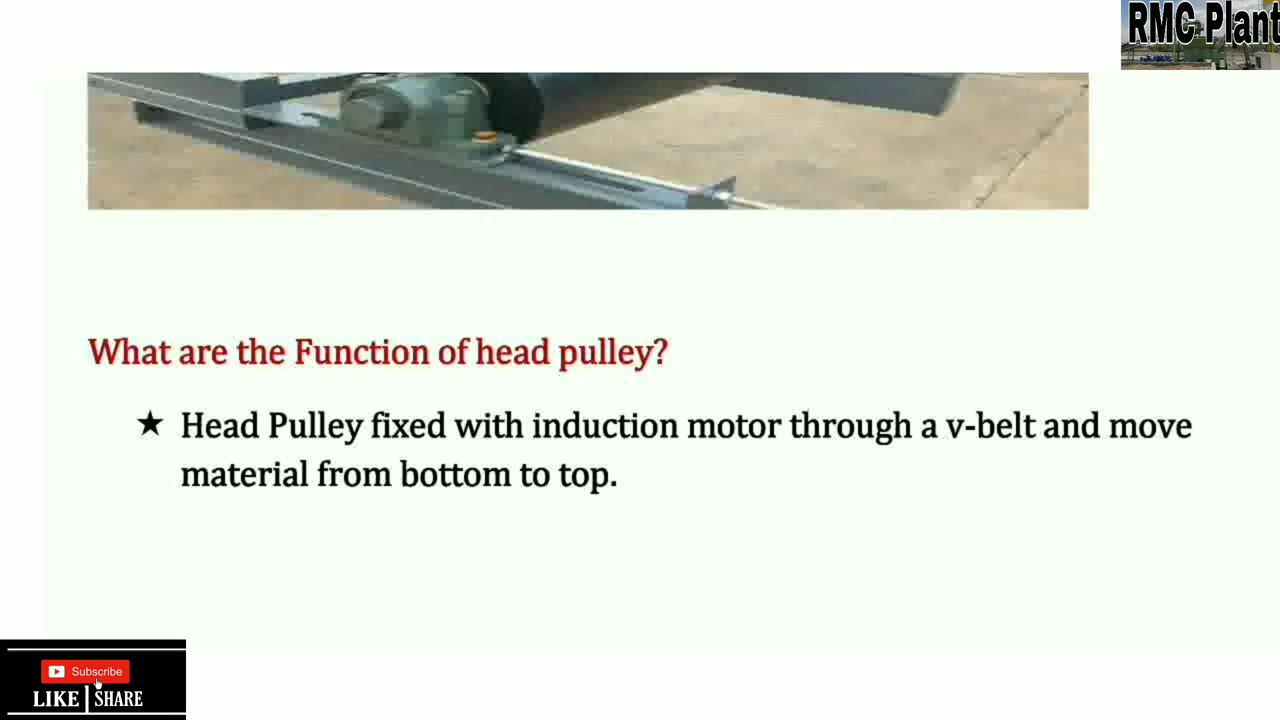 RMC Plant
What are the Function of head pulley?
★ Head Pulley fixed with induction motor through a v-belt and move
material from bottom to top.
Subscribe
LIKE SHARE